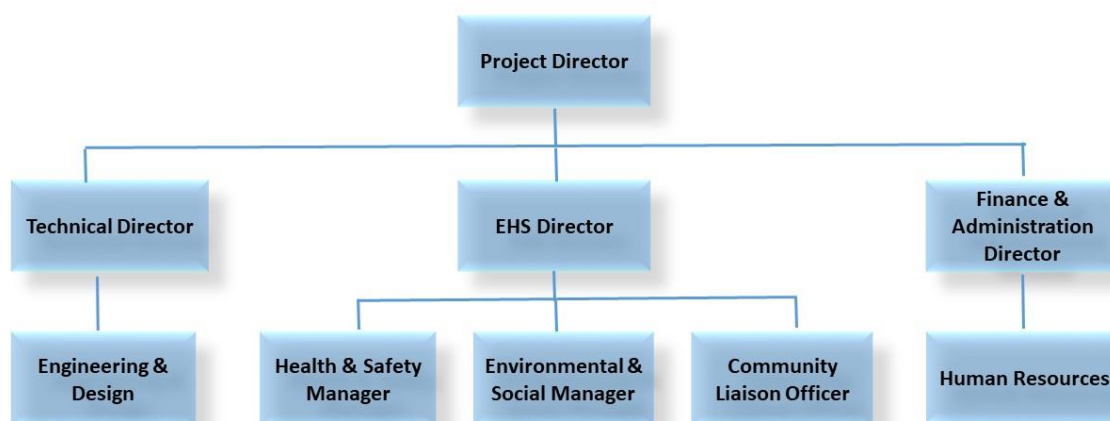 Project Director
Technical Director
EHS Director
Finance &
Administration
Director
Engineering &
Design
Health & Safety
Manager
Environmental &
Social Manager
Community
Liaison Officer
Human Resources